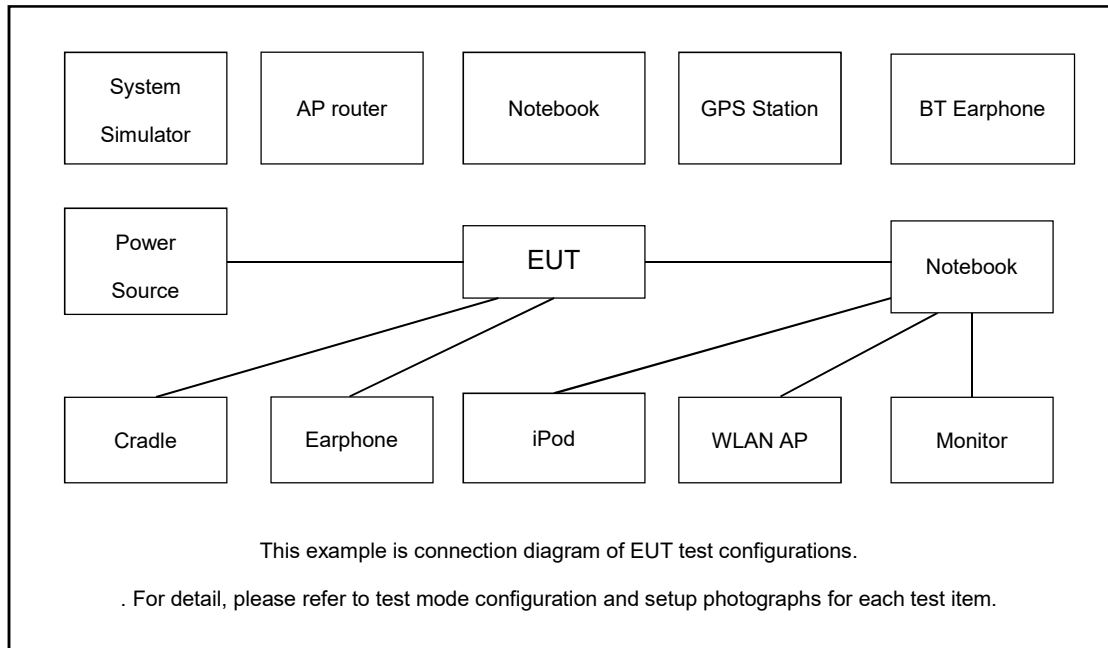 System
Simulator
AP router
Notebook
GPS Station
BT Earphone
Power
Source
EUT
Notebook
Cradle
Earphone
iPod
WLAN AP
Monitor
This example is connection diagram of EUT test configurations.
. For detail, please refer to test mode configuration and setup photographs for each test item.